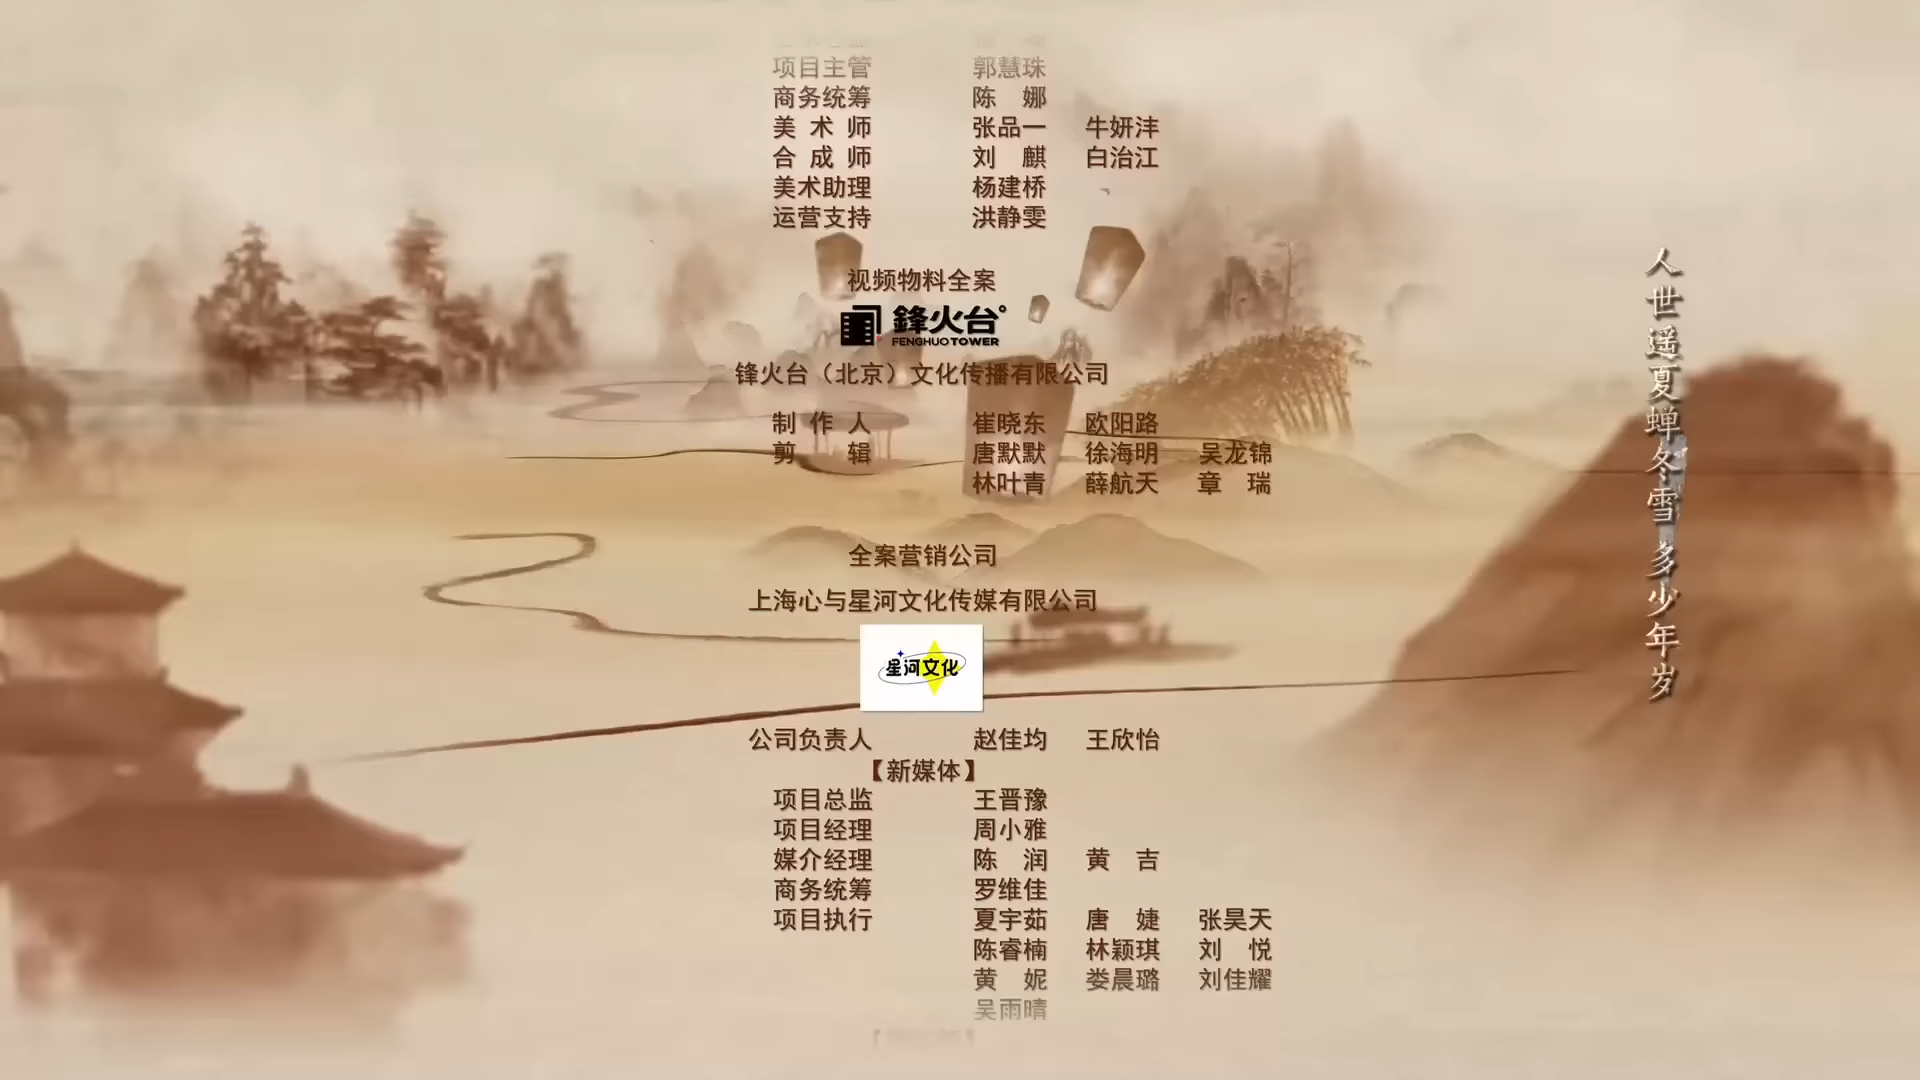 项目主管 郭慧珠
商务统筹 陈 娜
美术师 张品一 牛妍沣
合成师 刘 麒 白治江
美术助理 杨建桥
运营支持 洪静雯
视频物料全案
鋒火台
FENGHUO TOWER
锋火台（北京）文化传播有限公司
制作人 崔晓东 欧阳路
剪辑 唐默默 徐海明 吴龙锦
林叶青 薛航天 章 瑞
全案营销公司
上海心与星河文化传媒有限公司
星河文化
公司负责人 赵佳均 王欣怡
【新媒体】
项目总监 王晋豫
项目经理 周小雅
媒介经理 陈 润 黄 吉
商务统筹 罗维佳
项目执行 夏宇茹 唐 婕 张昊天
陈睿楠 林颖琪 刘 悦
黄 妮 娄晨璐 刘佳耀
吴雨晴
人世遥夏蝉冬雪 多少年岁